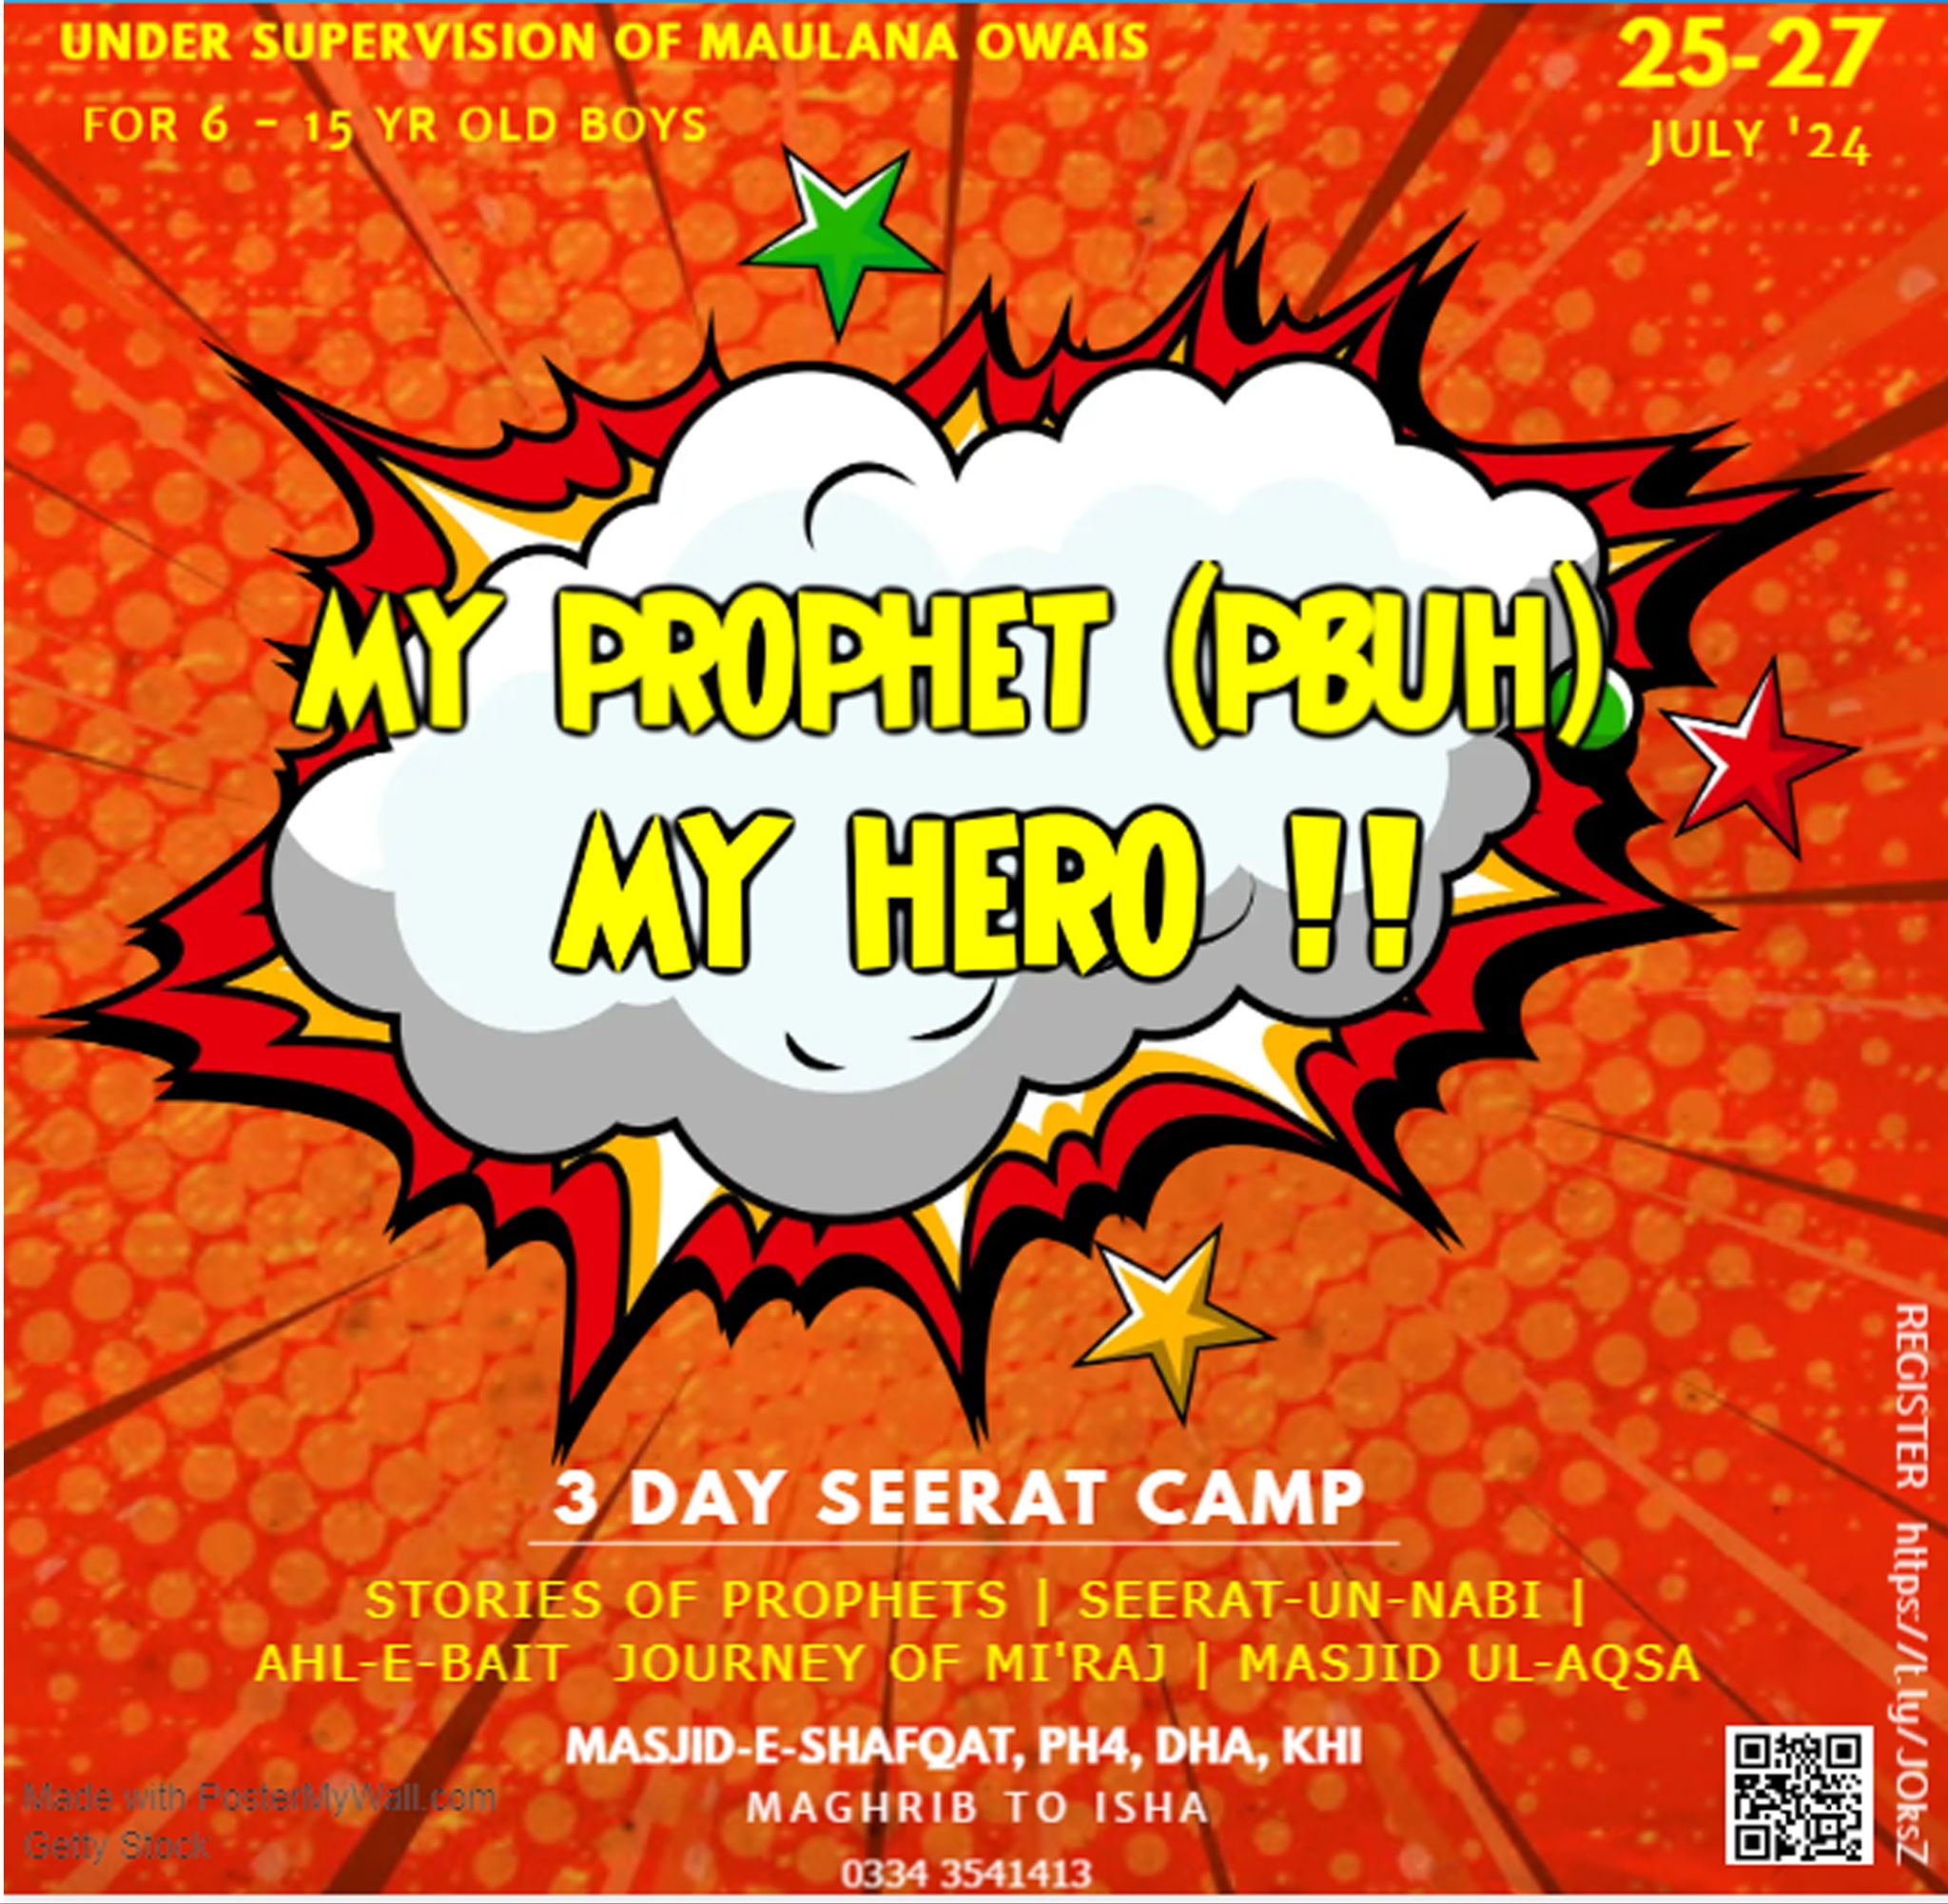 UNDER SUPERVISION OF MAULANA OWAIS
FOR 6 - 15 YR OLD BOYS
25-27
JULY '24
MY PROPHET (PBUH)
MY HERO !!
3 DAY SEERAT CAMP
STORIES OF PROPHETS | SEERAT-UN-NABI |
AHL-E-BAIT JOURNEY OF MI'RAJ | MASJID UL-AQSA
MASJID-E-SHAFQAT, PH4, DHA, KHI
MAGHRIB TO ISHA
0334 3541413
REGISTER https://t.ly/JOksZ
Made with PosterMyWall.com
Getty Stock